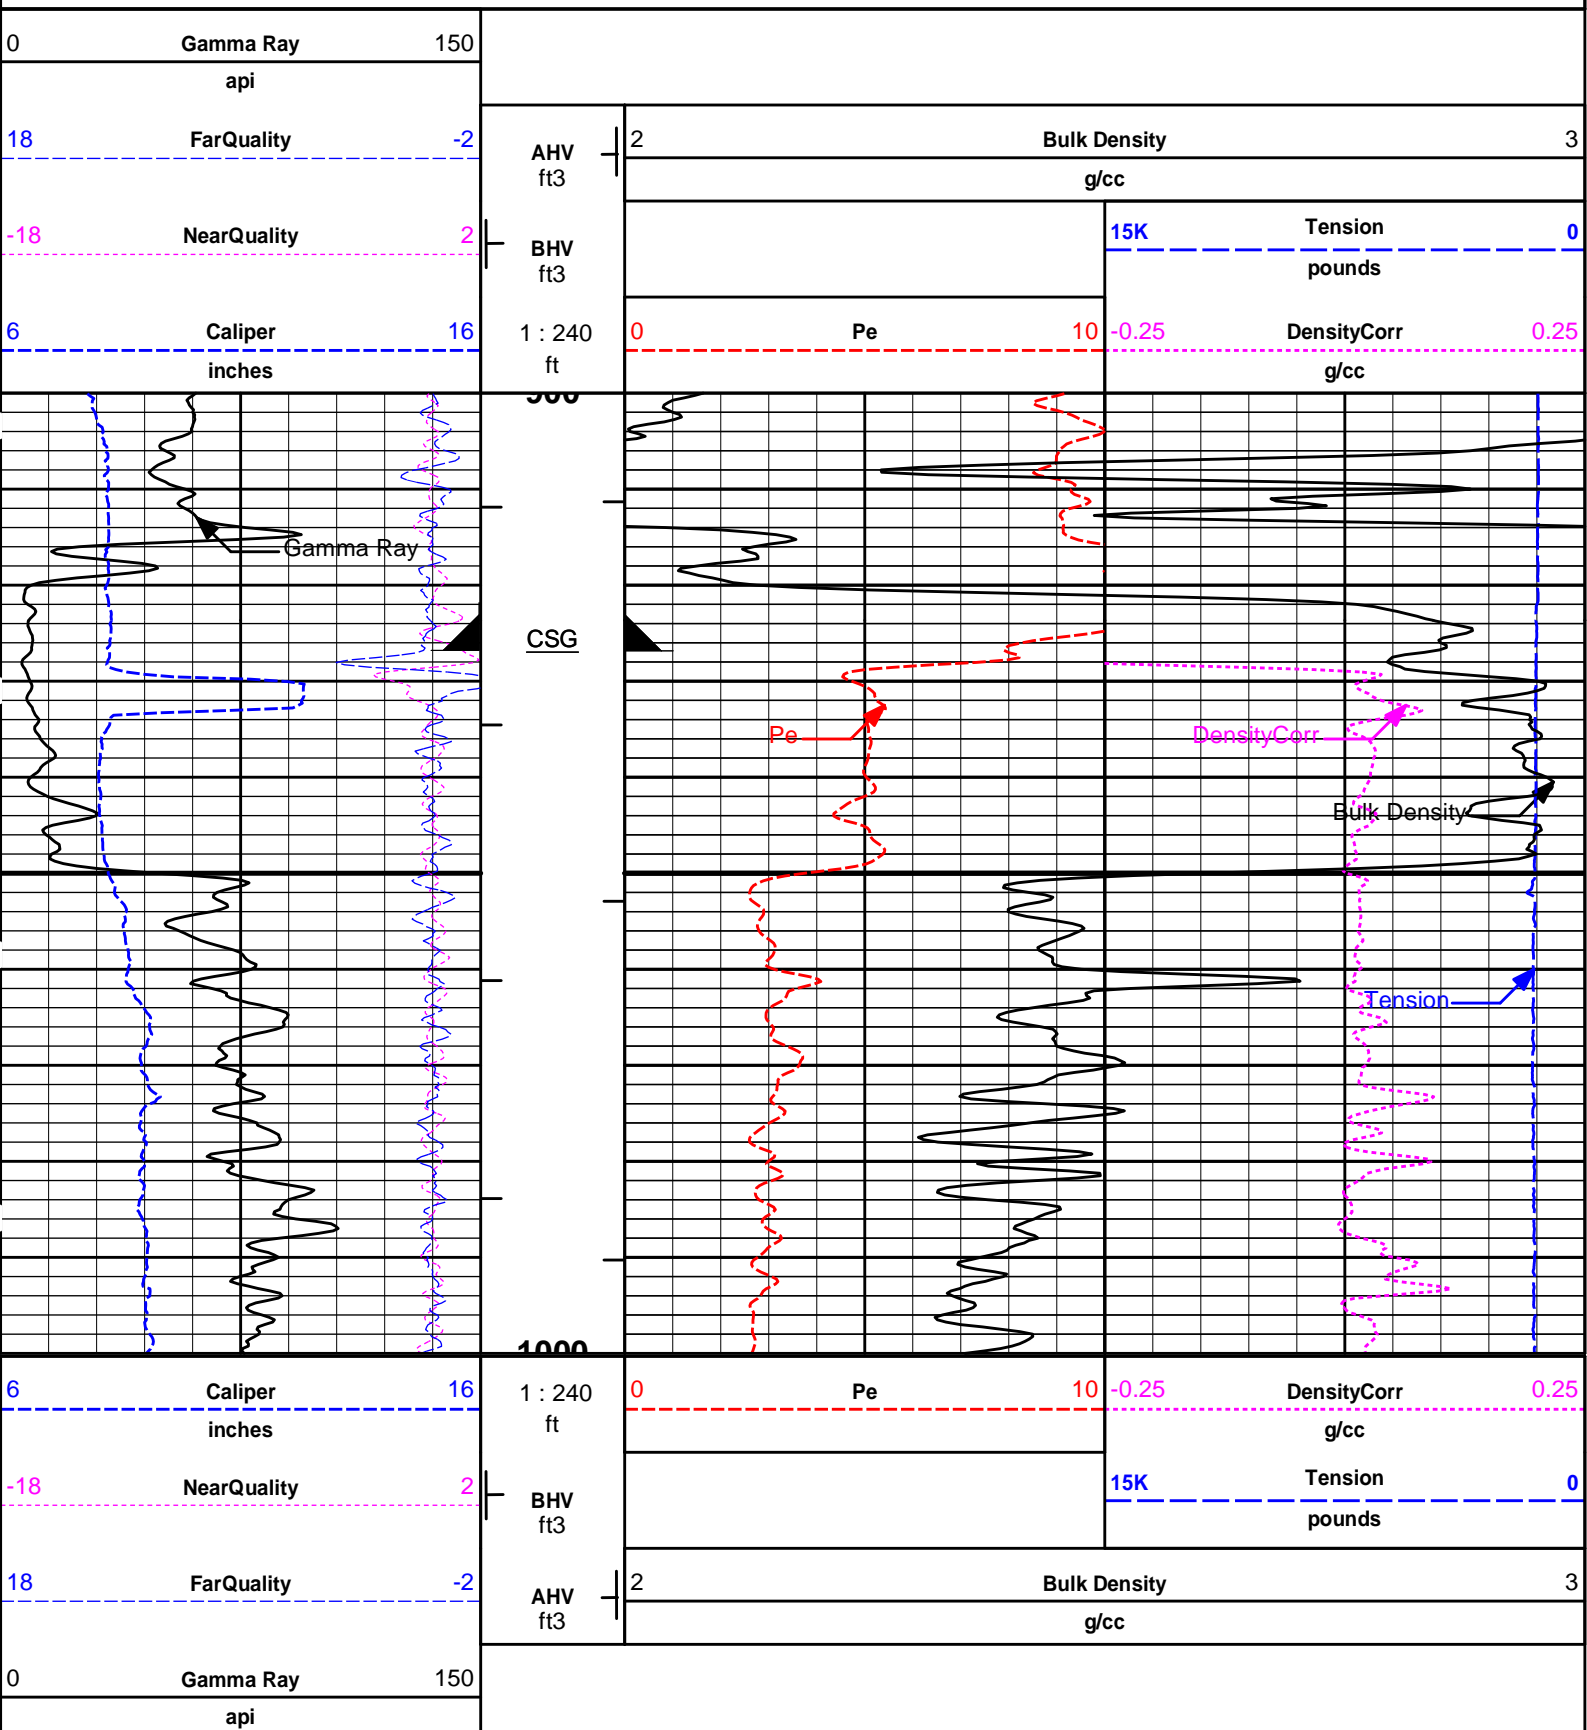 0 Gamma Ray 150
api
18 FarQuality -2
AHV
ft3
2 Bulk Density 3
g/cc
-18 NearQuality 2
BHV
ft3
15K Tension 0
pounds
6 Caliper 16
inches
1 : 240
ft
0 Pe 10
-0.25 DensityCorr 0.25
g/cc
900
Gamma Ray
CSG
Pe
DensityCorr
Bulk Density
Tension
1000
6 Caliper 16
inches
1 : 240
ft
0 Pe 10
-0.25 DensityCorr 0.25
g/cc
-18 NearQuality 2
BHV
ft3
15K Tension 0
pounds
18 FarQuality -2
AHV
ft3
2 Bulk Density 3
g/cc
0 Gamma Ray 150
api